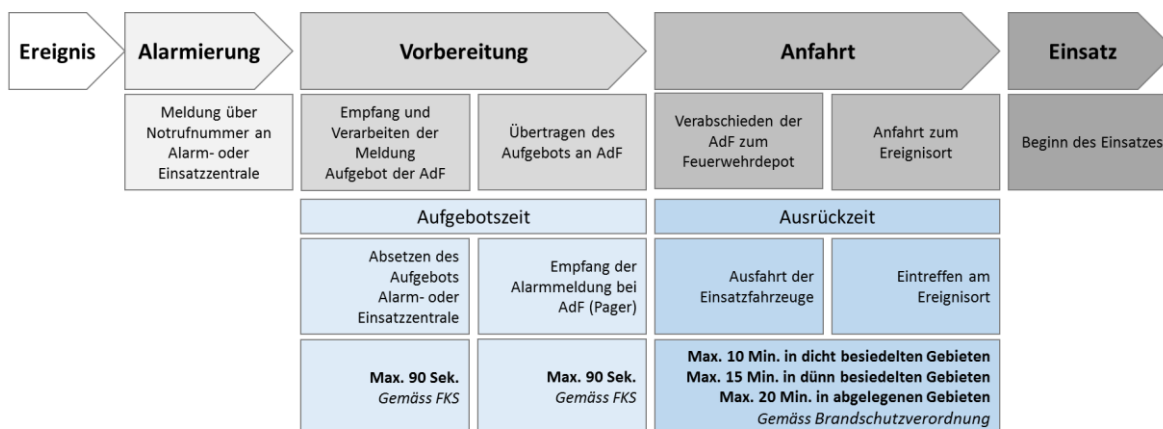 Ereignis
Alarmierung
Vorbereitung
Anfahrt
Einsatz
Meldung über
Notrufnummer an
Alarm- oder
Einsatzzentrale
Empfang und
Verarbeiten der
Meldung
Aufgebot der AdF
Übertragen des
Aufgebots an AdF
Verabschieden der
AdF zum
Feuerwehrdepot
Anfahrt zum
Ereignisort
Beginn des Einsatzes
Aufgebotszeit
Ausrückzeit
Absetzen des
Aufgebots
Alarm- oder
Einsatzzentrale
Empfang der
Alarmmeldung bei
AdF (Pager)
Ausfahrt der
Einsatzfahrzeuge
Eintreffen am
Ereignisort
Max. 90 Sek.
Gemäss FKS
Max. 90 Sek.
Gemäss FKS
Max. 10 Min. in dicht besiedelten Gebieten
Max. 15 Min. in dünn besiedelten Gebieten
Max. 20 Min. in abgelegenen Gebieten
Gemäss Brandschutzverordnung